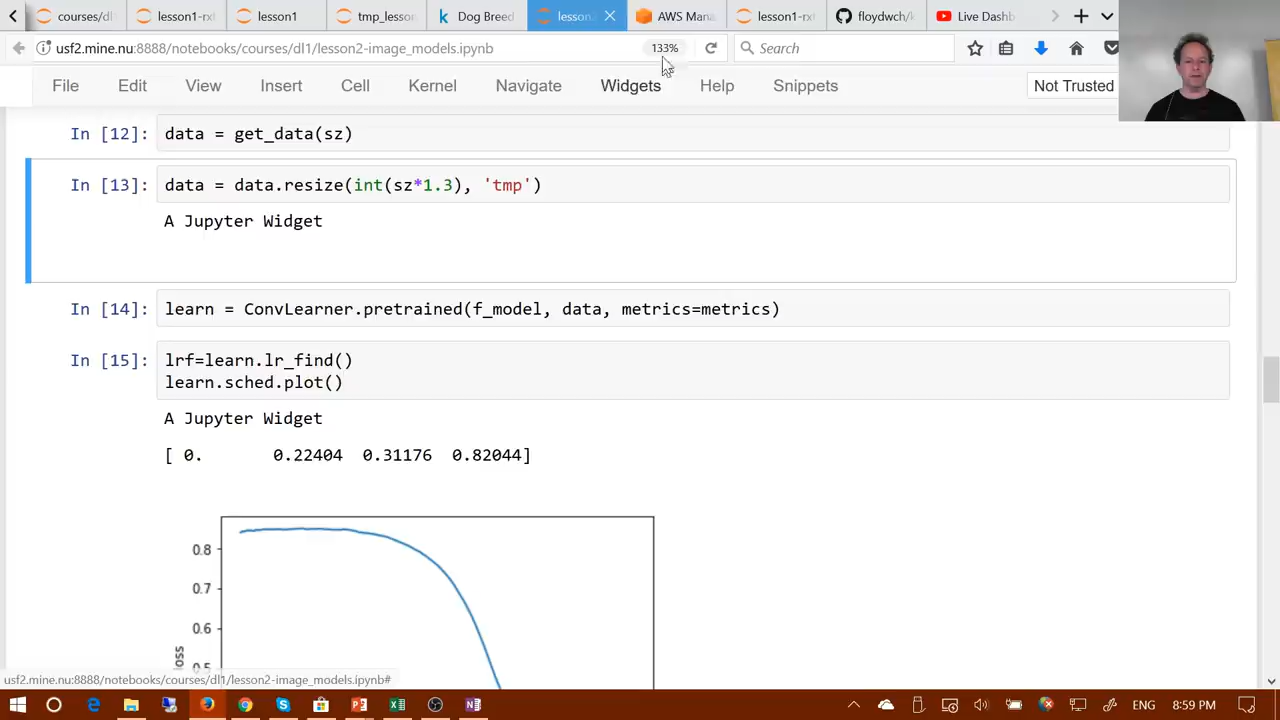 courses/d
lesson1-rxt
lesson1
tmp_lesson
Dog Breed
lesson2
AWS Mana
lesson1-rxt
floydwch/k
Live Dashb
usf2.mine.nu:8888/notebooks/courses/dl1/lesson2-image_models.ipynb
133%
Search
File Edit View Insert Cell Kernel Navigate Widgets Help Snippets
Not Trusted
In [12]: data = get_data(sz)
In [13]: data = data.resize(int(sz*1.3), 'tmp')
A Jupyter Widget
In [14]: learn = ConvLearner.pretrained(f_model, data, metrics=metrics)
In [15]: lrf=learn.lr_find()
learn.sched.plot()
A Jupyter Widget
[ 0. 0.22404 0.31176 0.82044]
0.8
0.7
0.6
0.5
loss
usf2.mine.nu:8888/notebooks/courses/dl1/lesson2-image_models.ipynb#
ENG 8:59 PM